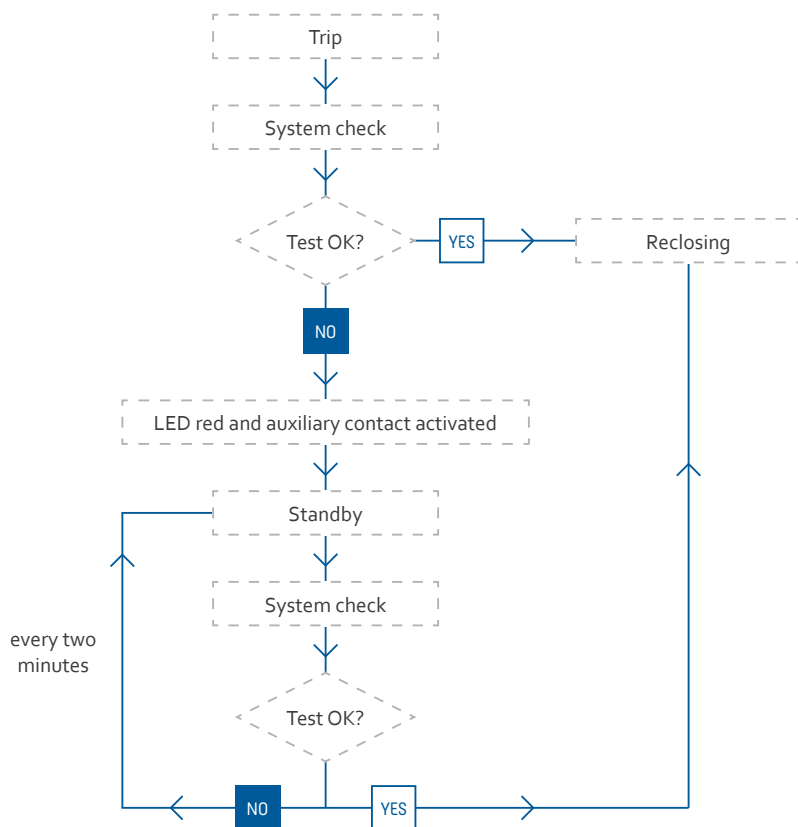 Trip
System check
Test OK?
YES
Reclosing
NO
LED red and auxiliary contact activated
Standby
System check
every two
minutes
Test OK?
NO
YES